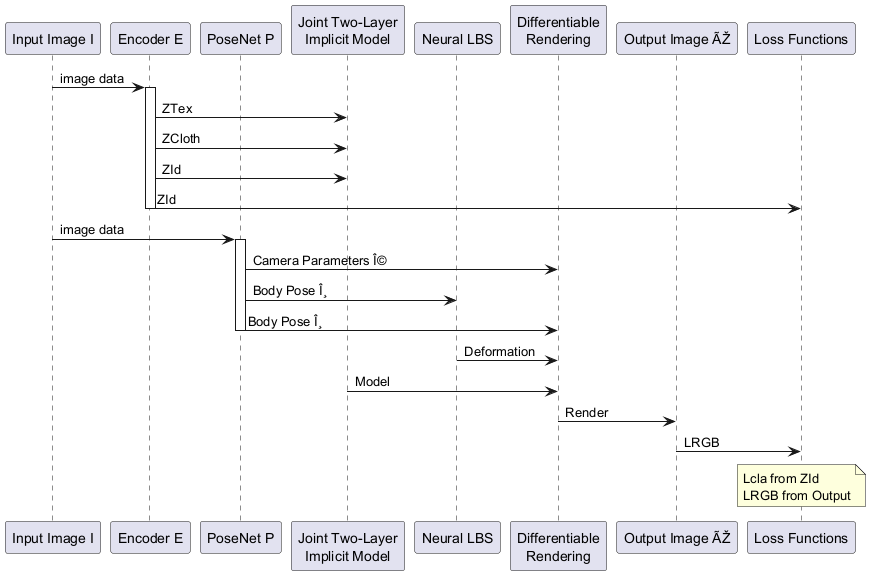 Input Image I
Encoder E
PoseNet P
Joint Two-Layer
Implicit Model
Neural LBS
Differentiable
Rendering
Output Image ÃŽ
Loss Functions
image data
ZTex
ZCloth
ZId
ZId
image data
Camera Parameters Î©
Body Pose Î¸
Body Pose Î¸
Deformation
Model
Render
LRGB
Lcla from ZId
LRGB from Output
Input Image I
Encoder E
PoseNet P
Joint Two-Layer
Implicit Model
Neural LBS
Differentiable
Rendering
Output Image ÃŽ
Loss Functions